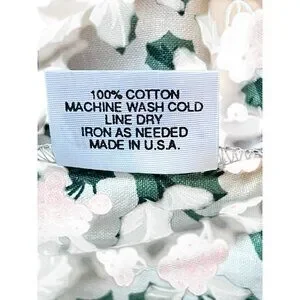 100% COTTON
MACHINE WASH COLD
LINE DRY
IRON AS NEEDED
MADE IN U.S.A.